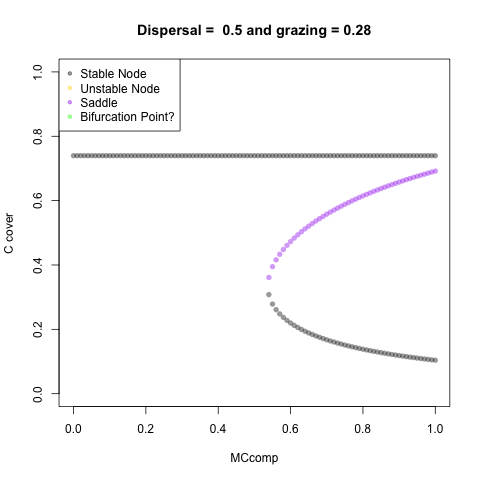 Dispersal =  0.5 and grazing = 0.28
Stable Node
Unstable Node
Saddle
Bifurcation Point?
1.0
0.8
0.6
0.4
0.2
0.0
C cover
0.0 0.2 0.4 0.6 0.8 1.0
MCcomp